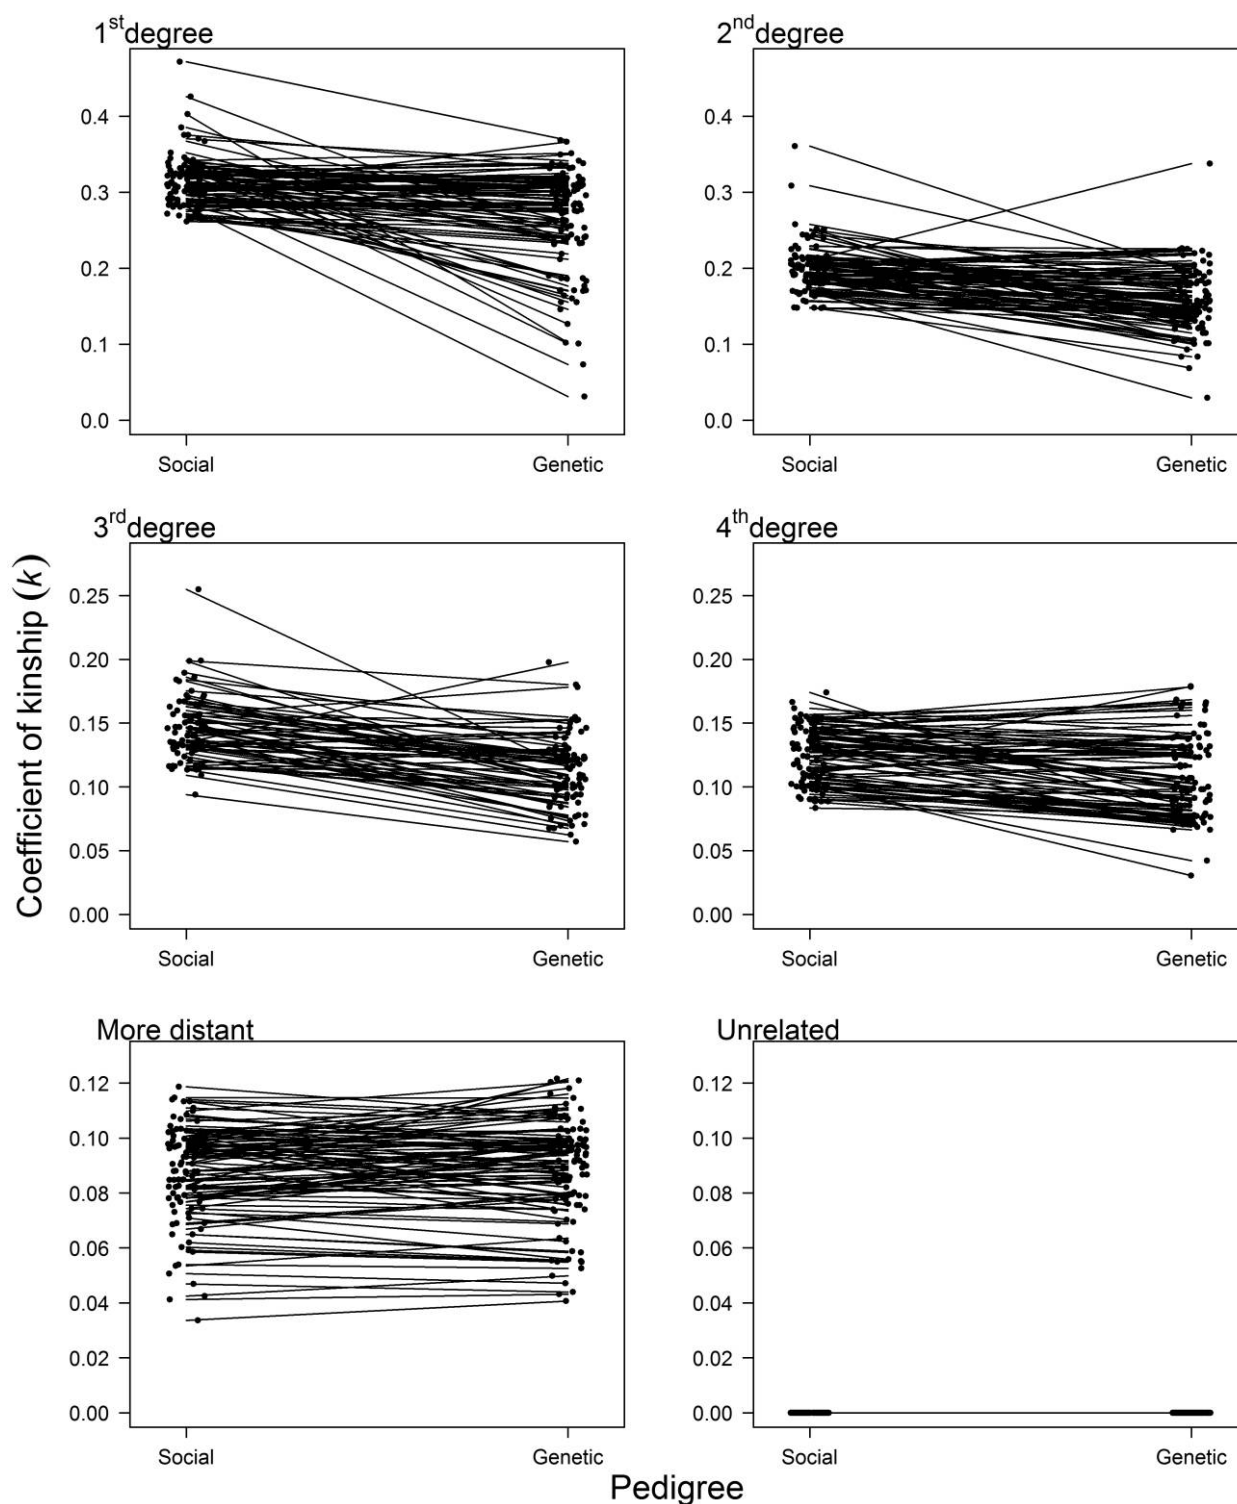 1st degree
0.4
0.3
0.2
0.1
0.0
Social
Genetic
2nd degree
0.4
0.3
0.2
0.1
0.0
Social
Genetic
3rd degree
0.25
0.20
0.15
0.10
0.05
0.00
Social
Genetic
4th degree
0.25
0.20
0.15
0.10
0.05
0.00
Social
Genetic
Coefficient of kinship (k)
More distant
0.12
0.10
0.08
0.06
0.04
0.02
0.00
Social
Genetic
Unrelated
0.12
0.10
0.08
0.06
0.04
0.02
0.00
Social
Genetic
Pedigree